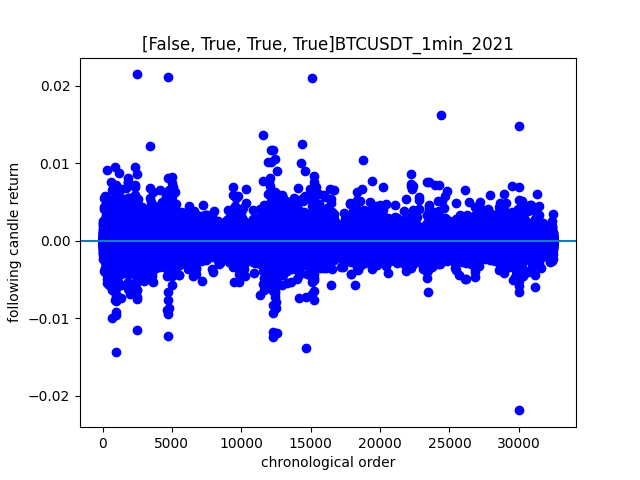 [False, True, True, True]BTCUSDT_1min_2021
following candle return
0.02
0.01
0.00
−0.01
−0.02
0 5000 10000 15000 20000 25000 30000
chronological order